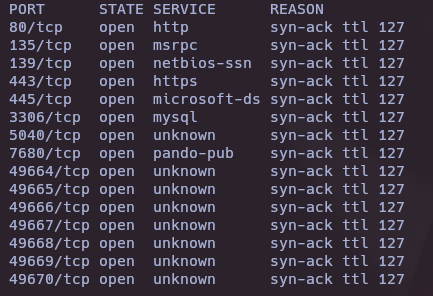 PORT      STATE SERVICE      REASON
80/tcp    open  http         syn-ack ttl 127
135/tcp   open  msrpc        syn-ack ttl 127
139/tcp   open  netbios-ssn  syn-ack ttl 127
443/tcp   open  https        syn-ack ttl 127
445/tcp   open  microsoft-ds syn-ack ttl 127
3306/tcp  open  mysql        syn-ack ttl 127
5040/tcp  open  unknown      syn-ack ttl 127
7680/tcp  open  pando-pub    syn-ack ttl 127
49664/tcp open  unknown      syn-ack ttl 127
49665/tcp open  unknown      syn-ack ttl 127
49666/tcp open  unknown      syn-ack ttl 127
49667/tcp open  unknown      syn-ack ttl 127
49668/tcp open  unknown      syn-ack ttl 127
49669/tcp open  unknown      syn-ack ttl 127
49670/tcp open  unknown      syn-ack ttl 127